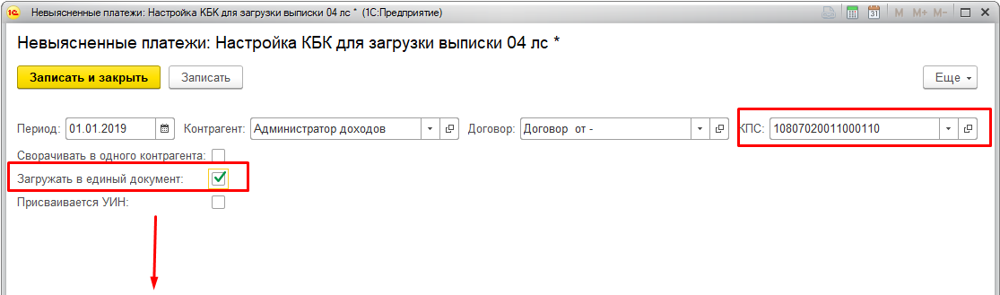 Невыясненные платежи: Настройка КБК для загрузки выписки 04 лс * (1С:Предприятие)
31 M M+ M-
Невыясненные платежи: Настройка КБК для загрузки выписки 04 лс *
Записать и закрыть Записать Еще
Период: 01.01.2019 Контрагент: Администратор доходов Договор: Договор от - КПС: 10807020011000110
Сворачивать в одного контрагента:
Загружать в единый документ:
Присваивается УИН: